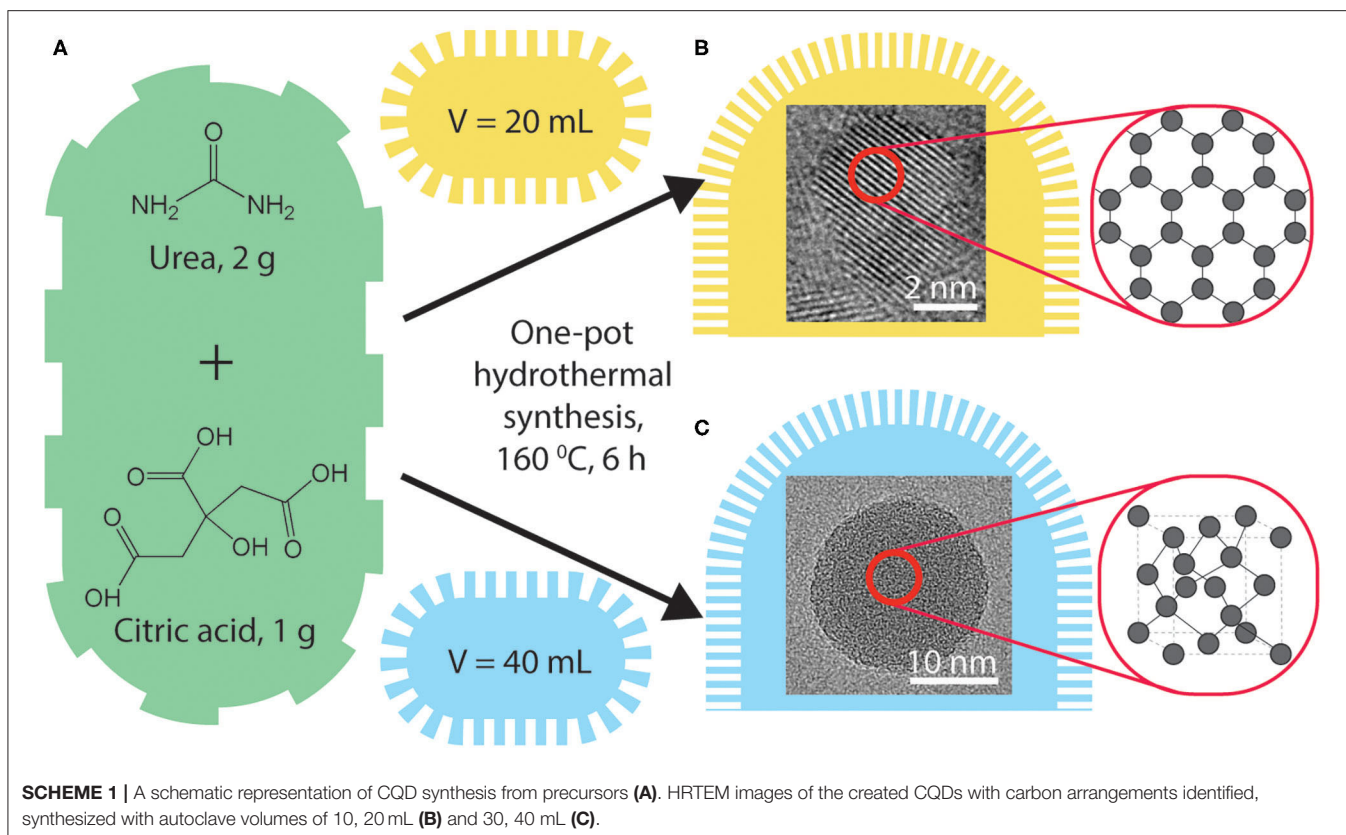 A
O
NH2
NH2
Urea, 2 g
+
OH
O
OH
O
OH
O
OH
Citric acid, 1 g
V = 20 mL
One-pot
hydrothermal
synthesis,
160 ⁰C, 6 h
V = 40 mL
B
2 nm
C
10 nm
SCHEME 1 | A schematic representation of CQD synthesis from precursors (A). HRTEM images of the created CQDs with carbon arrangements identified,
synthesized with autoclave volumes of 10, 20 mL (B) and 30, 40 mL (C).